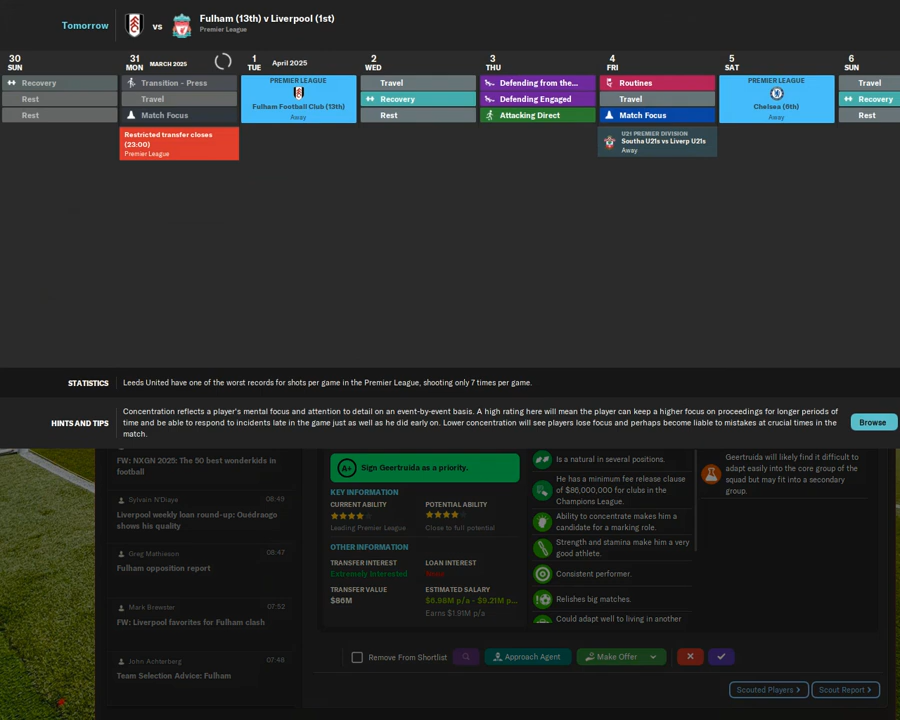 Tomorrow
vs
Fulham (13th) v Liverpool (1st)
Premier League
30
SUN
31
MON
MARCH 2025
1
TUE
April 2025
2
WED
3
THU
4
FRI
5
SAT
6
SUN
Recovery
Rest
Rest
Transition - Press
Travel
Match Focus
Restricted transfer closes
(23:00)
Premier League
PREMIER LEAGUE
Fulham Football Club (13th)
Away
Travel
Recovery
Rest
Defending from the...
Defending Engaged
Attacking Direct
Routines
Travel
Match Focus
U21 PREMIER DIVISION
Southa U21s vs Liverp U21s
Away
PREMIER LEAGUE
Chelsea (6th)
Away
Travel
Recovery
Rest
STATISTICS
Leeds United have one of the worst records for shots per game in the Premier League, shooting only 7 times per game.
HINTS AND TIPS
Concentration reflects a player's mental focus and attention to detail on an event-by-event basis. A high rating here will mean the player can keep a higher focus on proceedings for longer periods of
time and be able to respond to incidents late in the game just as well as he did early on. Lower concentration will see players lose focus and perhaps become liable to mistakes at crucial times in the
match.
Browse
FW: NXGN 2025: The 50 best wonderkids in
football
Sylvain N'Diaye
08:49
Liverpool weekly loan round-up: Ouédraogo
shows his quality
Greg Mathieson
08:47
Fulham opposition report
Mark Brewster
07:52
FW: Liverpool favorites for Fulham clash
John Achterberg
07:48
Team Selection Advice: Fulham
A+
Sign Geertruida as a priority.
KEY INFORMATION
CURRENT ABILITY
Leading Premier League
POTENTIAL ABILITY
Close to full potential
OTHER INFORMATION
TRANSFER INTEREST
Extremely Interested
LOAN INTEREST
None
TRANSFER VALUE
$86M
ESTIMATED SALARY
$6.98M p/a - $9.21M p...
Earns $1.91M p/a
Is a natural in several positions.
He has a minimum fee release clause
of $86,000,000 for clubs in the
Champions League.
Ability to concentrate makes him a
candidate for a marking role.
Strength and stamina make him a very
good athlete.
Consistent performer.
Relishes big matches.
Could adapt well to living in another
Geertruida will likely find it difficult to
adapt easily into the core group of the
squad but may fit into a secondary
group.
Remove From Shortlist
Approach Agent
Make Offer
Scouted Players >
Scout Report >